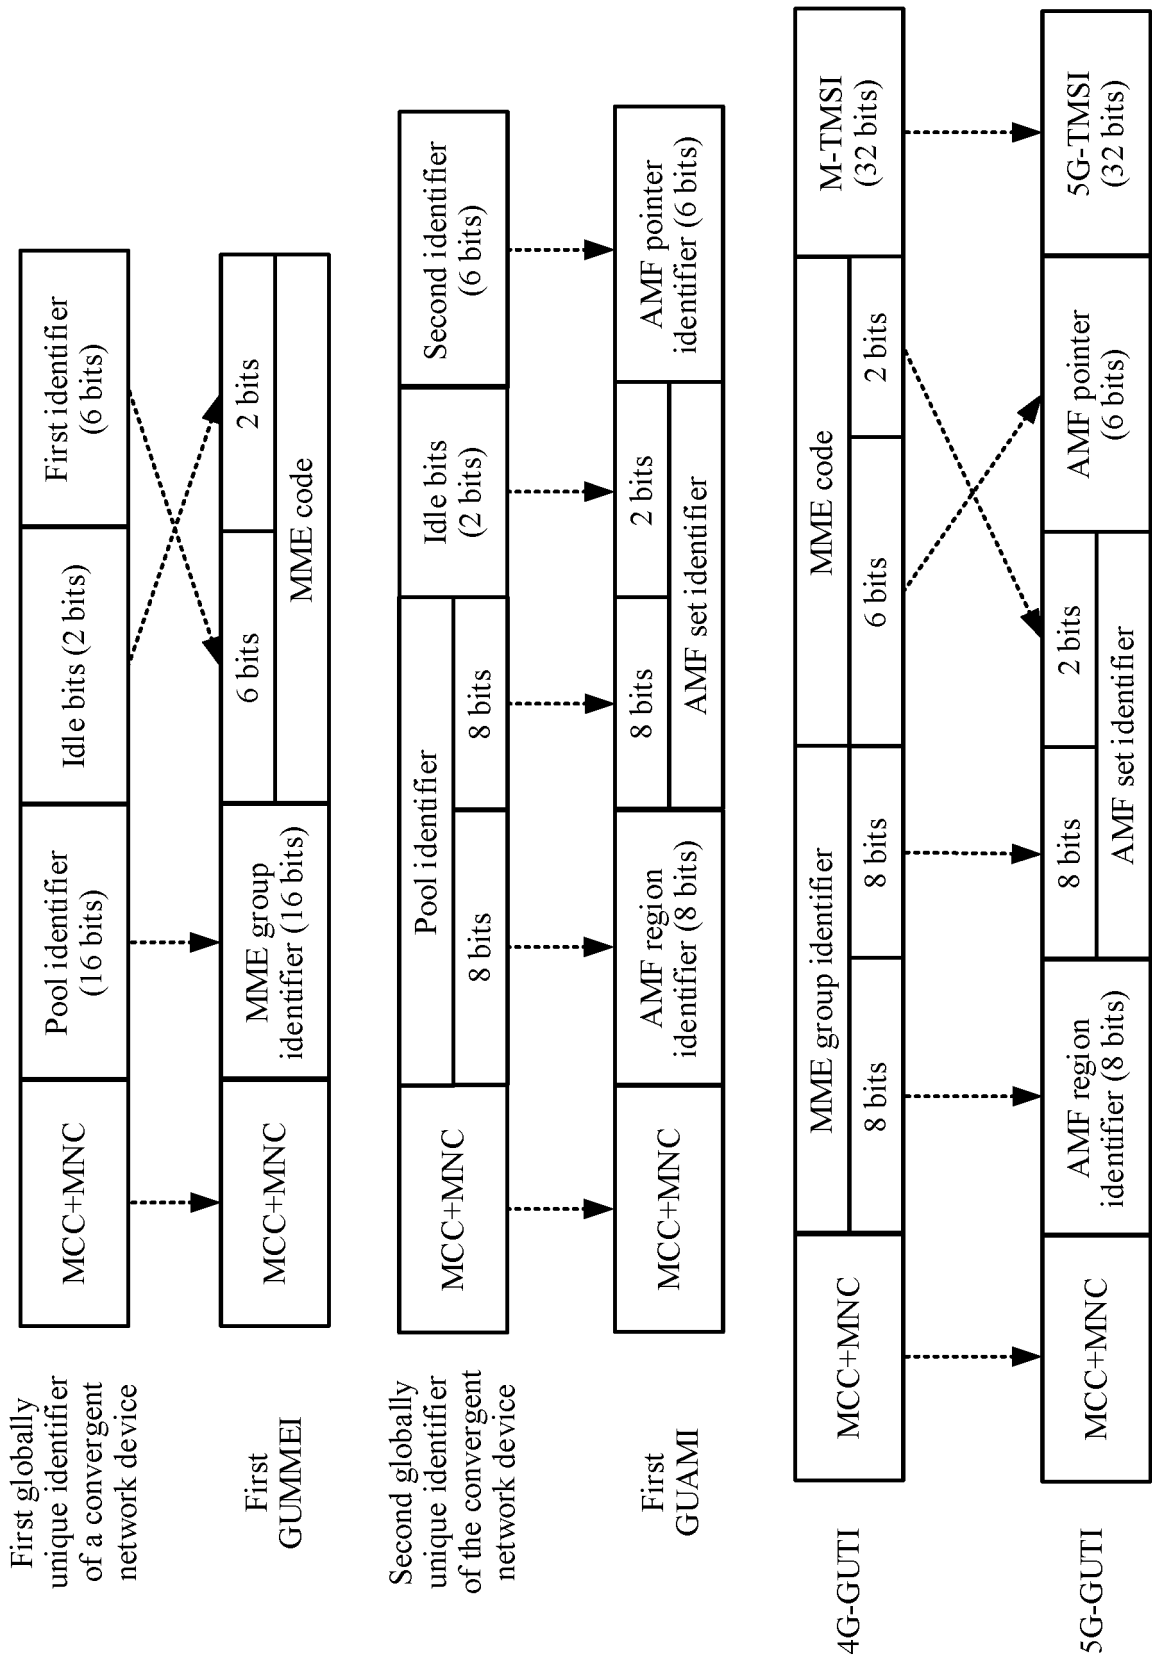 First globally
unique identifier
of a convergent
network device
MCC+MNC
Pool identifier
(16 bits)
Idle bits (2 bits)
First identifier
(6 bits)
First
GUMMEI
MCC+MNC
MME group
identifier (16 bits)
6 bits
2 bits
MME code
Second globally
unique identifier
of the convergent
network device
MCC+MNC
Pool identifier
8 bits
8 bits
Idle bits
(2 bits)
Second identifier
(6 bits)
First
GUAMI
MCC+MNC
AMF region
identifier (8 bits)
8 bits
2 bits
AMF set identifier
AMF pointer
identifier (6 bits)
4G-GUTI
MCC+MNC
MME group identifier
8 bits
8 bits
MME code
6 bits
2 bits
M-TMSI
(32 bits)
5G-GUTI
MCC+MNC
AMF region
identifier (8 bits)
8 bits
2 bits
AMF set identifier
AMF pointer
(6 bits)
5G-TMSI
(32 bits)